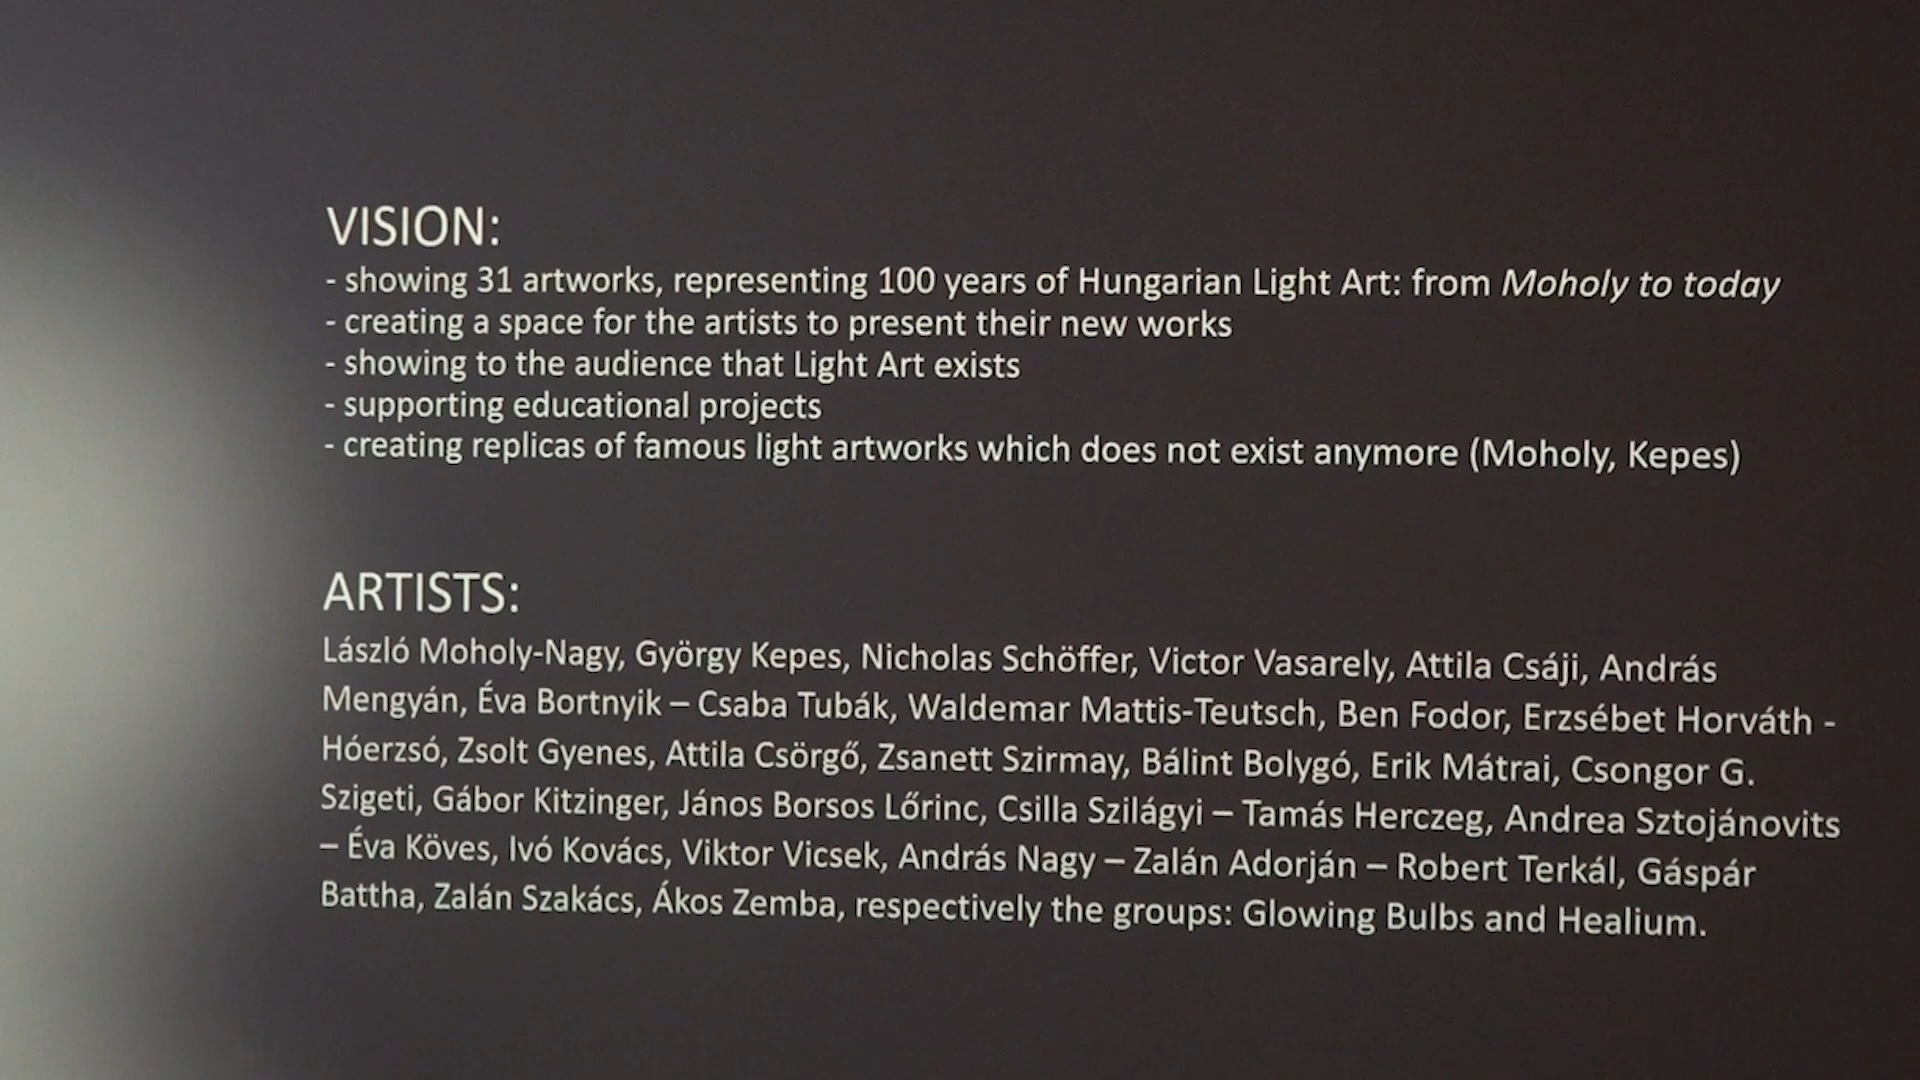 VISION:
- showing 31 artworks, representing 100 years of Hungarian Light Art: from Moholy to today
- creating a space for the artists to present their new works
- showing to the audience that Light Art exists
- supporting educational projects
- creating replicas of famous light artworks which does not exist anymore (Moholy, Kepes)
ARTISTS:
László Moholy-Nagy, György Kepes, Nicholas Schöffer, Victor Vasarely, Attila Csáji, András
Mengyán, Éva Bortnyik – Csaba Tubák, Waldemar Mattis-Teutsch, Ben Fodor, Erzsébet Horváth -
Hóerzsó, Zsolt Gyenes, Attila Csörgő, Zsanett Szirmay, Bálint Bolygó, Erik Mátrai, Csongor G.
Szigeti, Gábor Kitzinger, János Borsos Lőrinc, Csilla Szilágyi – Tamás Herczeg, Andrea Sztojánovits
– Éva Köves, Ivó Kovács, Viktor Vicsek, András Nagy – Zalán Adorján – Robert Terkál, Gáspár
Battha, Zalán Szakács, Ákos Zemba, respectively the groups: Glowing Bulbs and Healium.